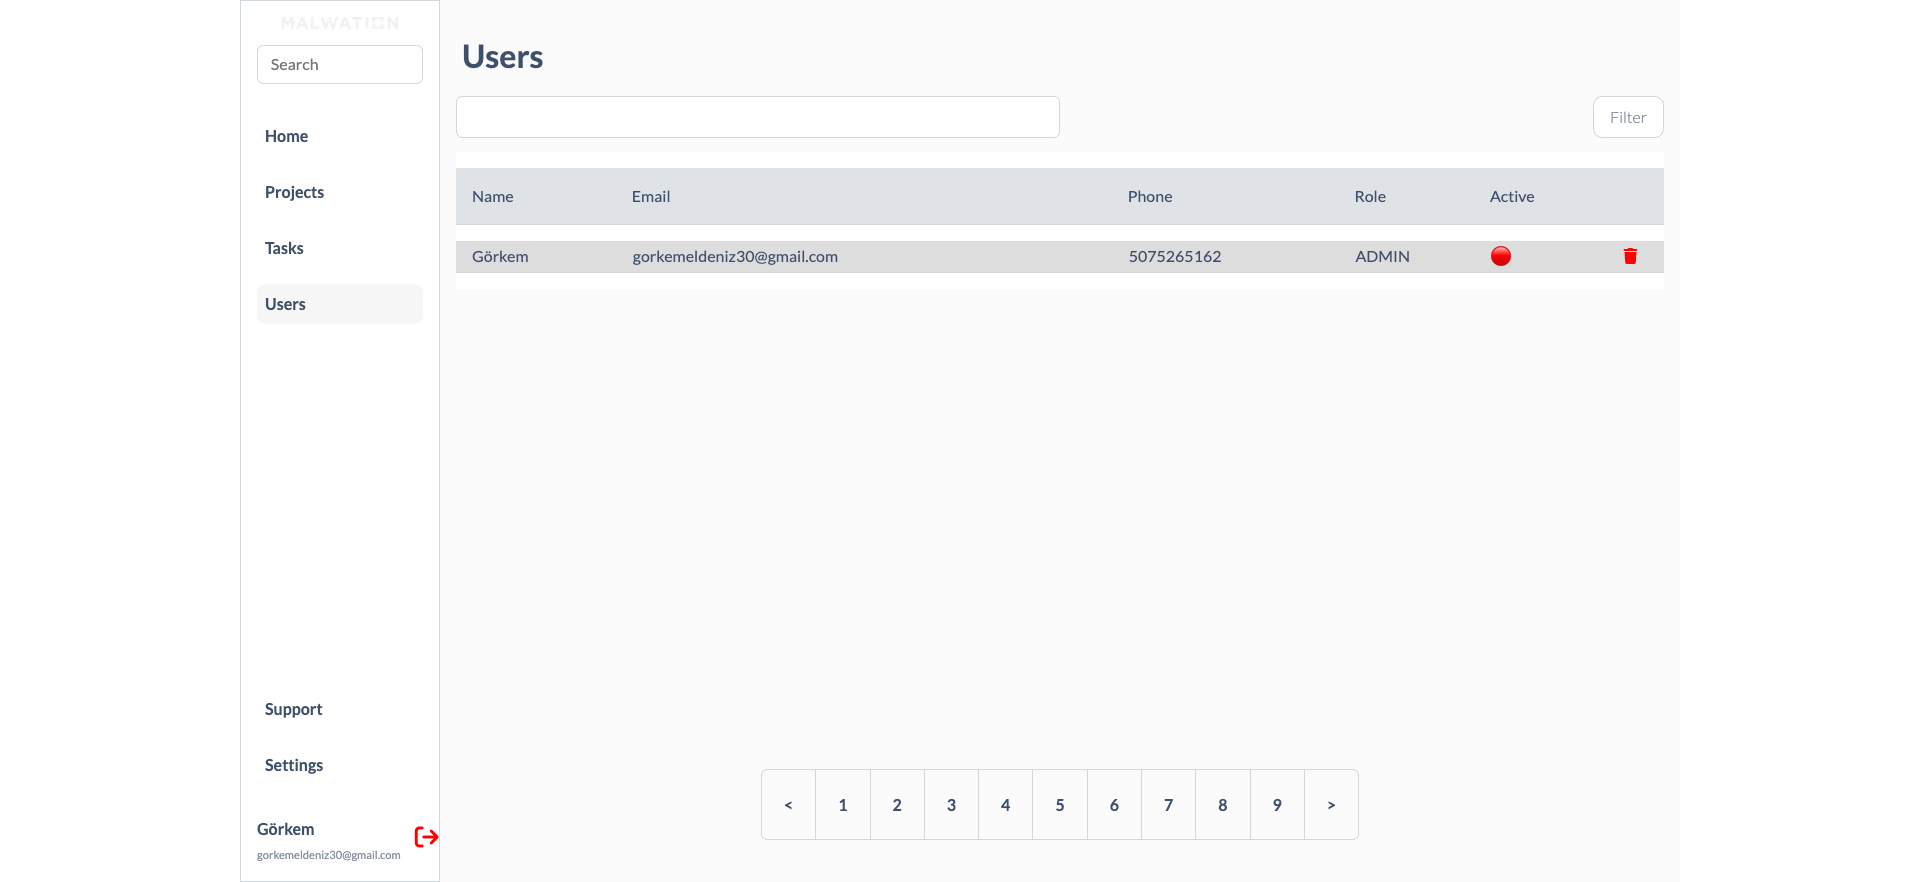 MALWATION
Search
Home
Projects
Tasks
Users
Support
Settings
Görkem
gorkemeldeniz30@gmail.com
Users
Filter
Name Email Phone Role Active
Görkem gorkemeldeniz30@gmail.com 5075265162 ADMIN
< 1 2 3 4 5 6 7 8 9 >